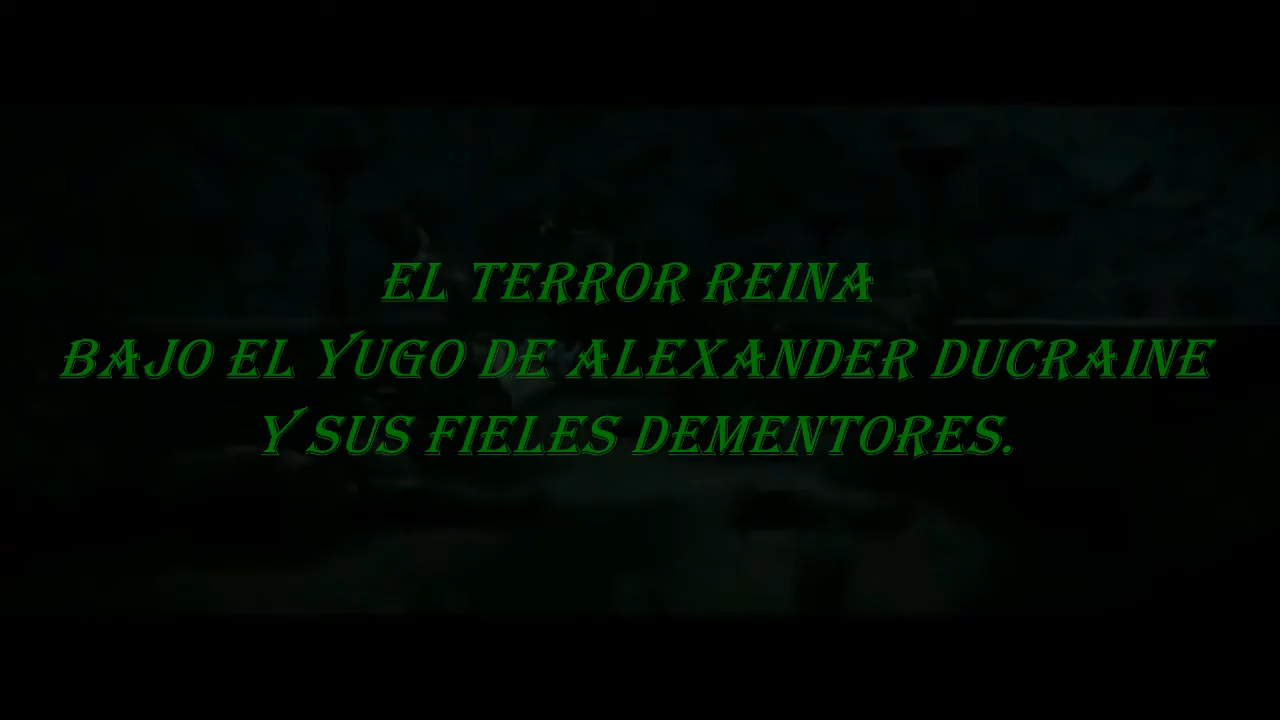 EL TERROR REINA
BAJO EL YUGO DE ALEXANDER DUCRAINE
Y SUS FIELES DEMENTORES.